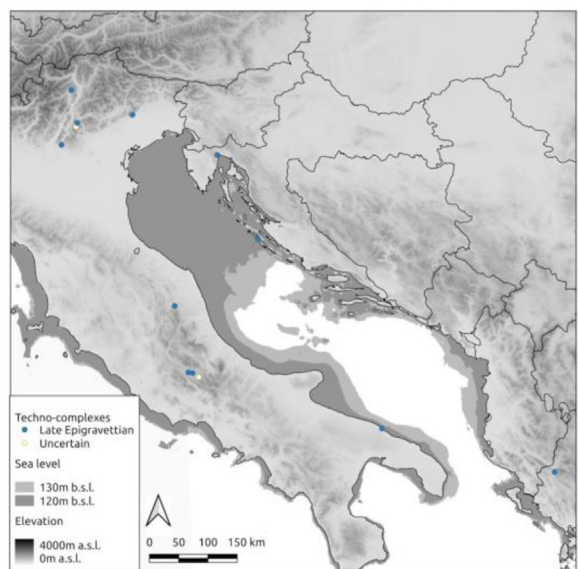 Techno-complexes
Late Epigravettian
Uncertain
Sea level
130m b.s.l.
120m b.s.l.
Elevation
4000m a.s.l.
0m a.s.l.
0 50 100 150 km